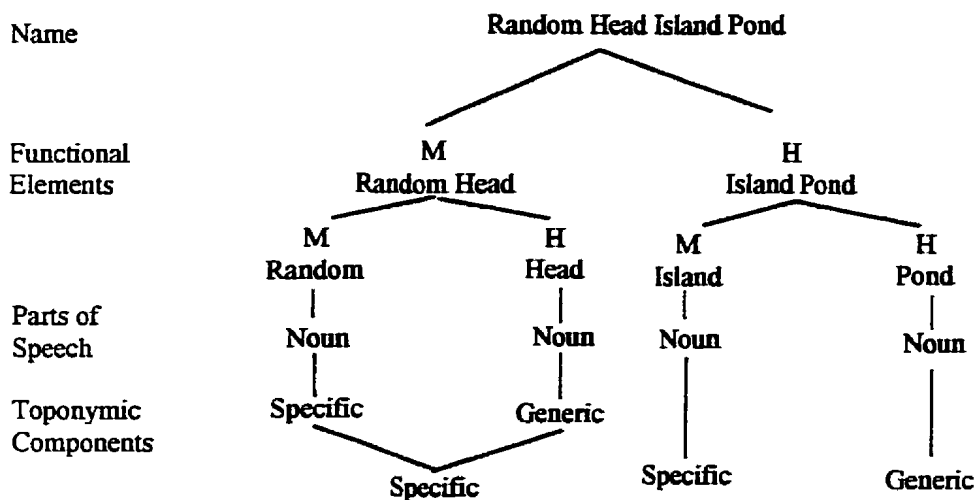 Name
Random Head Island Pond
Functional
Elements
M
Random Head
H
Island Pond
M
Random
H
Head
M
Island
H
Pond
Parts of
Speech
Noun
Noun
Noun
Noun
Toponymic
Components
Specific
Generic
Specific
Specific
Generic